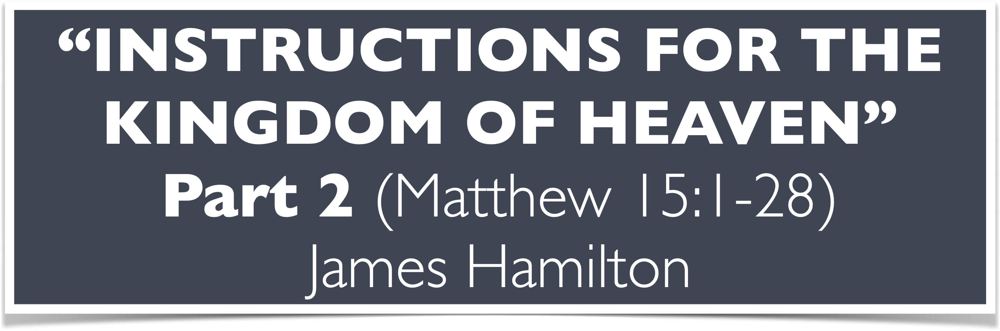 “INSTRUCTIONS FOR THE
KINGDOM OF HEAVEN”
Part 2 (Matthew 15:1-28)
James Hamilton